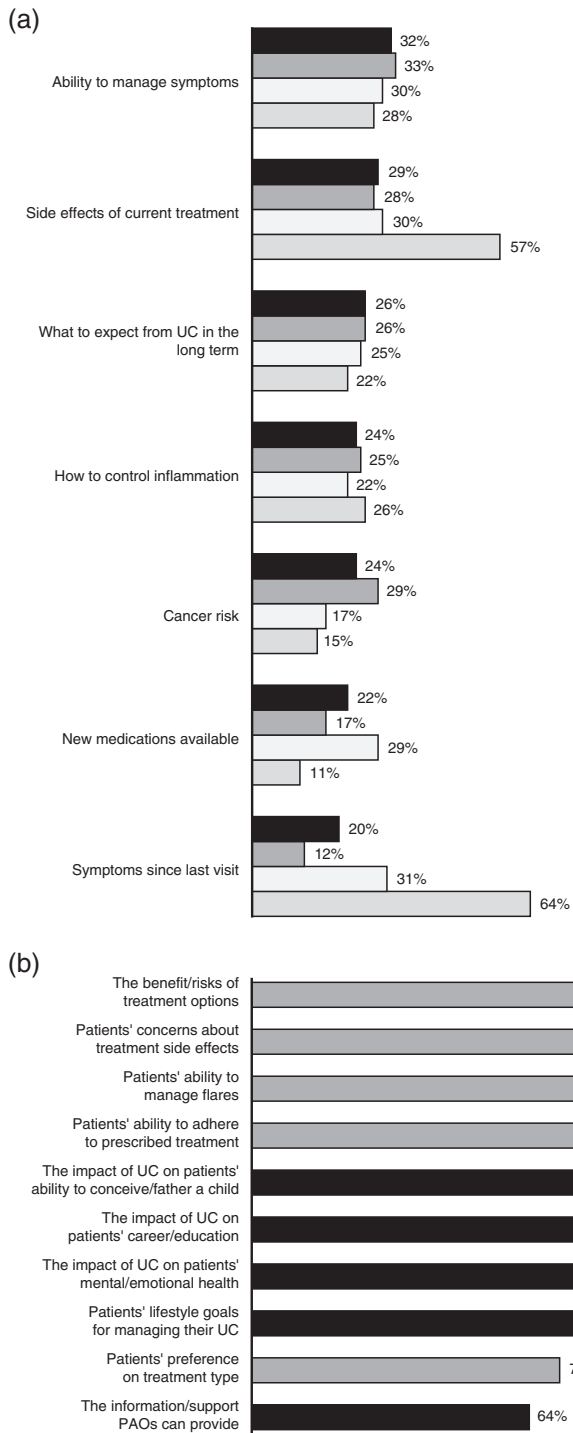 (a)
32%
33%
Ability to manage symptoms
30%
28%
29%
28%
Side effects of current treatment
30%
57%
26%
26%
What to expect from UC in the
long term
25%
22%
24%
25%
How to control inflammation
22%
26%
24%
29%
Cancer risk
17%
15%
22%
17%
New medications available
29%
11%
20%
12%
Symptoms since last visit
31%
64%
(b)
The benefit/risks of
treatment options
Patients' concerns about
treatment side effects
Patients' ability to
manage flares
Patients' ability to adhere
to prescribed treatment
The impact of UC on patients'
ability to conceive/father a child
The impact of UC on
patients' career/education
The impact of UC on patients'
mental/emotional health
Patients' lifestyle goals
for managing their UC
Patients' preference
on treatment type
The information/support
PAOs can provide
64%